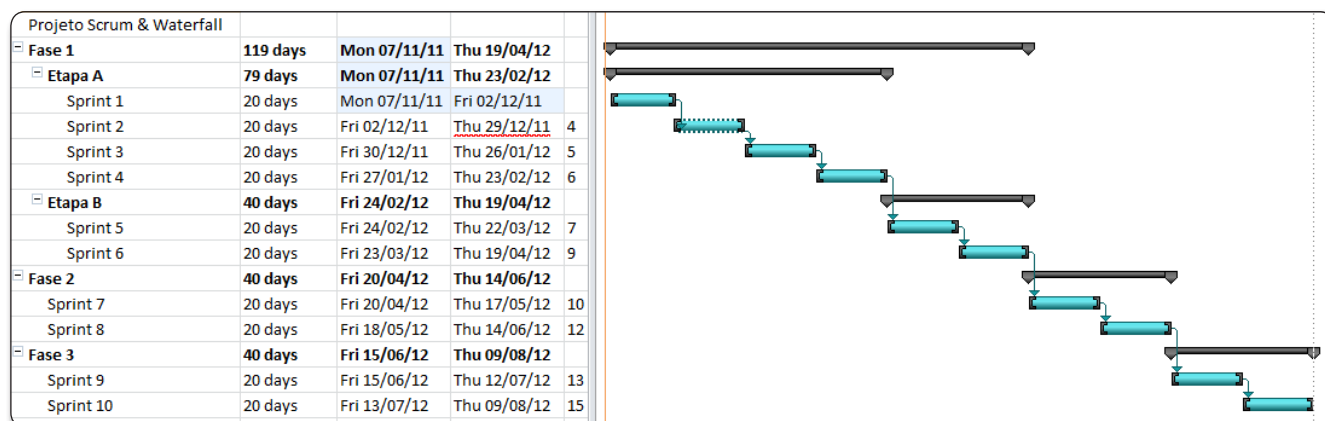 Projeto Scrum & Waterfall
Fase 1 119 days Mon 07/11/11 Thu 19/04/12
Etapa A 79 days Mon 07/11/11 Thu 23/02/12
Sprint 1 20 days Mon 07/11/11 Fri 02/12/11
Sprint 2 20 days Fri 02/12/11 Thu 29/12/11 4
Sprint 3 20 days Fri 30/12/11 Thu 26/01/12 5
Sprint 4 20 days Fri 27/01/12 Thu 23/02/12 6
Etapa B 40 days Fri 24/02/12 Thu 19/04/12
Sprint 5 20 days Fri 24/02/12 Thu 22/03/12 7
Sprint 6 20 days Fri 23/03/12 Thu 19/04/12 9
Fase 2 40 days Fri 20/04/12 Thu 14/06/12
Sprint 7 20 days Fri 20/04/12 Thu 17/05/12 10
Sprint 8 20 days Fri 18/05/12 Thu 14/06/12 12
Fase 3 40 days Fri 15/06/12 Thu 09/08/12
Sprint 9 20 days Fri 15/06/12 Thu 12/07/12 13
Sprint 10 20 days Fri 13/07/12 Thu 09/08/12 15